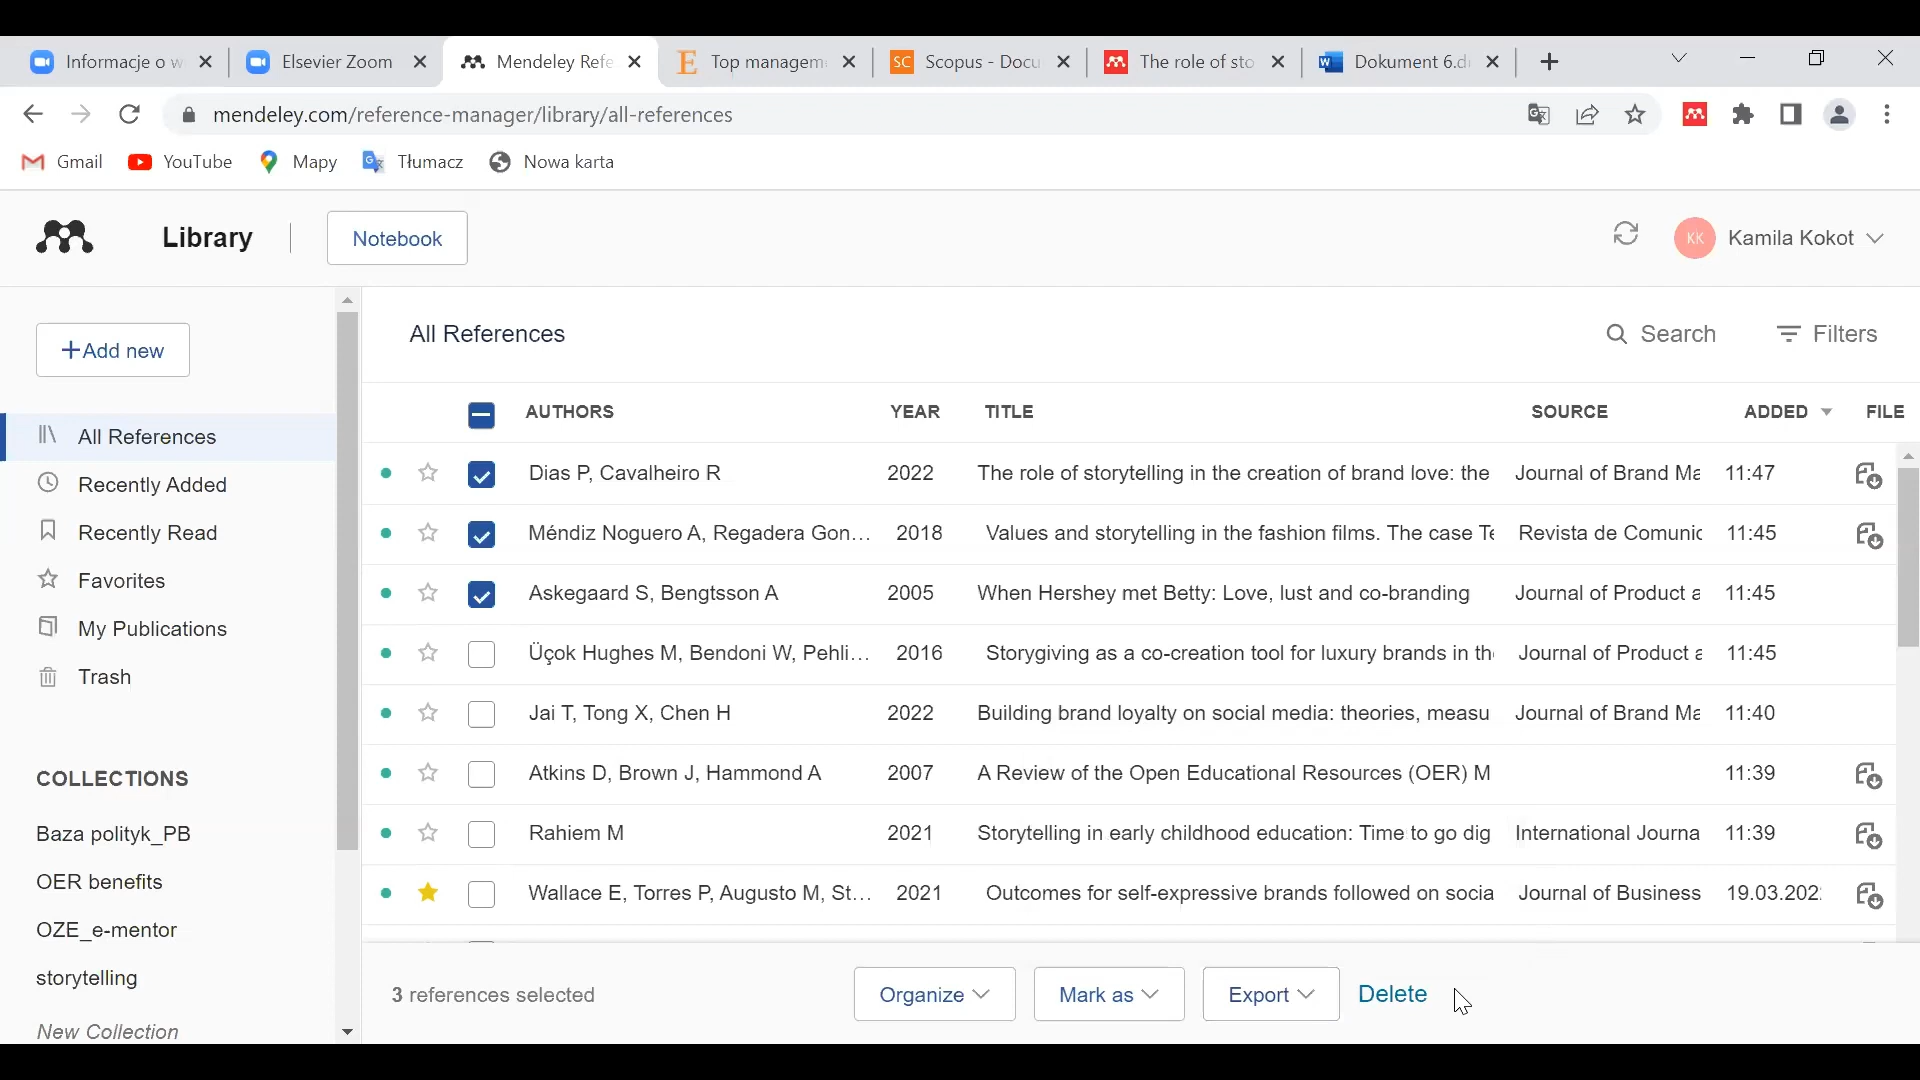 Informacje o w
Elsevier Zoom
Mendeley Refe
Top managem
SC Scopus - Docu
The role of sto
Dokument 6.d
mendeley.com/reference-manager/library/all-references
Gmail
YouTube
Mapy
Tłumacz
Nowa karta
Library
Notebook
KK Kamila Kokot
+Add new
All References
Search
Filters
AUTHORS YEAR TITLE SOURCE ADDED FILE
All References
Recently Added
Recently Read
Favorites
My Publications
Trash
COLLECTIONS
Baza polityk_PB
OER benefits
OZE_e-mentor
storytelling
New Collection
Dias P, Cavalheiro R 2022 The role of storytelling in the creation of brand love: the Journal of Brand Ma 11:47
Méndiz Noguero A, Regadera Gon... 2018 Values and storytelling in the fashion films. The case Te Revista de Comunic 11:45
Askegaard S, Bengtsson A 2005 When Hershey met Betty: Love, lust and co-branding Journal of Product a 11:45
Üçok Hughes M, Bendoni W, Pehli... 2016 Storygiving as a co-creation tool for luxury brands in th Journal of Product a 11:45
Jai T, Tong X, Chen H 2022 Building brand loyalty on social media: theories, measu Journal of Brand Ma 11:40
Atkins D, Brown J, Hammond A 2007 A Review of the Open Educational Resources (OER) M 11:39
Rahiem M 2021 Storytelling in early childhood education: Time to go dig International Journa 11:39
Wallace E, Torres P, Augusto M, St... 2021 Outcomes for self-expressive brands followed on socia Journal of Business 19.03.202
3 references selected
Organize
Mark as
Export
Delete